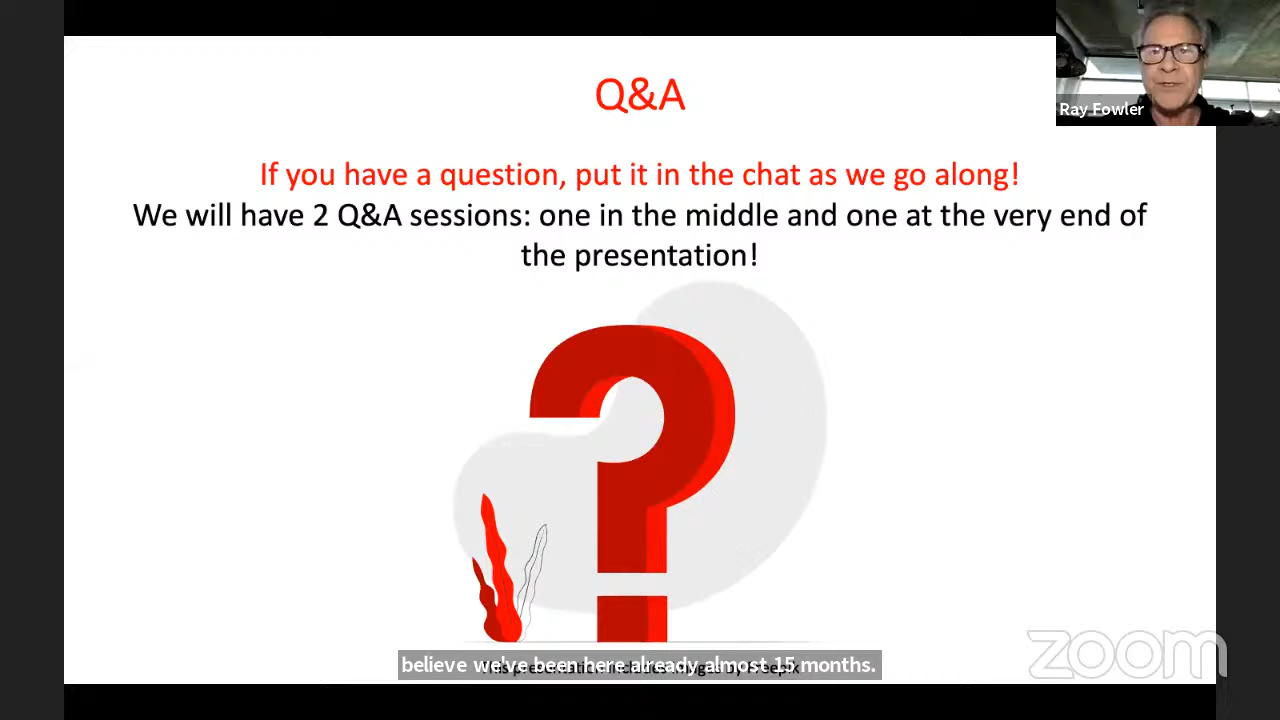 Q&A
Ray Fowler
If you have a question, put it in the chat as we go along!
We will have 2 Q&A sessions: one in the middle and one at the very end of
the presentation!
zoom
believe we've been here already almost 15 months.